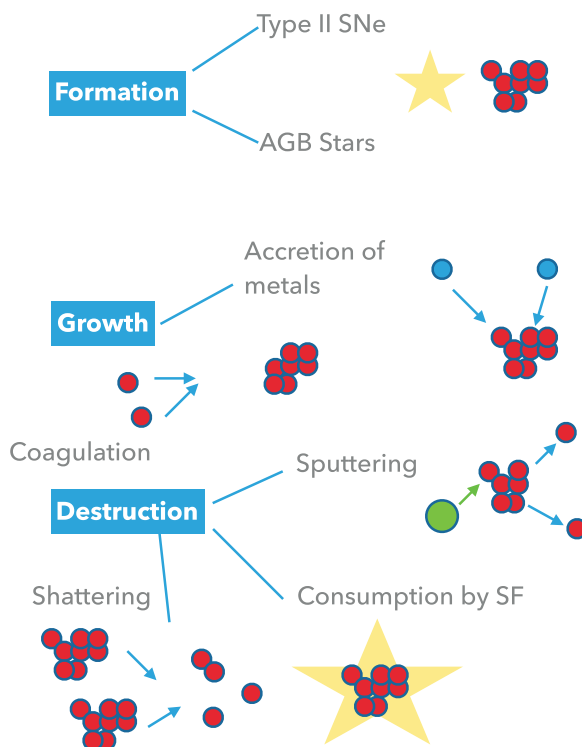 Type II SNe
Formation
AGB Stars
Accretion of
metals
Growth
Coagulation
Sputtering
Destruction
Shattering
Consumption by SF